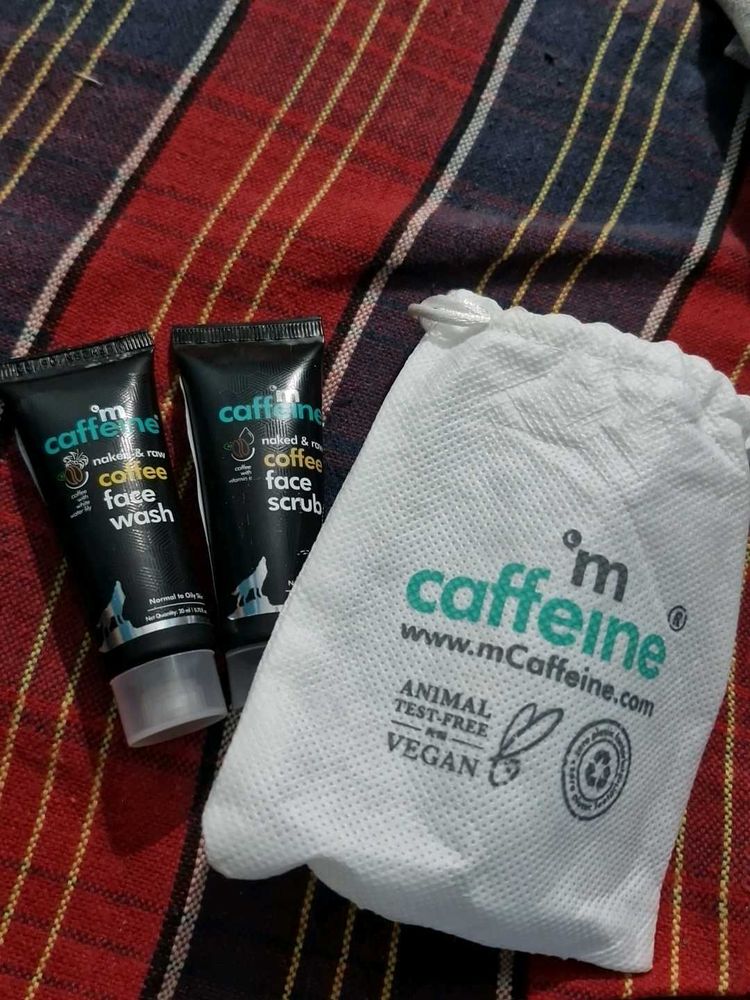 m
caffeine
naked & raw
coffee
face
wash
coffee
with
white
water lily
Normal to Oily Skin
m
caffeine
naked & raw
coffee
face
scrub
coffee
with
m
caffeine®
www.mCaffeine.com
ANIMAL
TEST-FREE
VEGAN